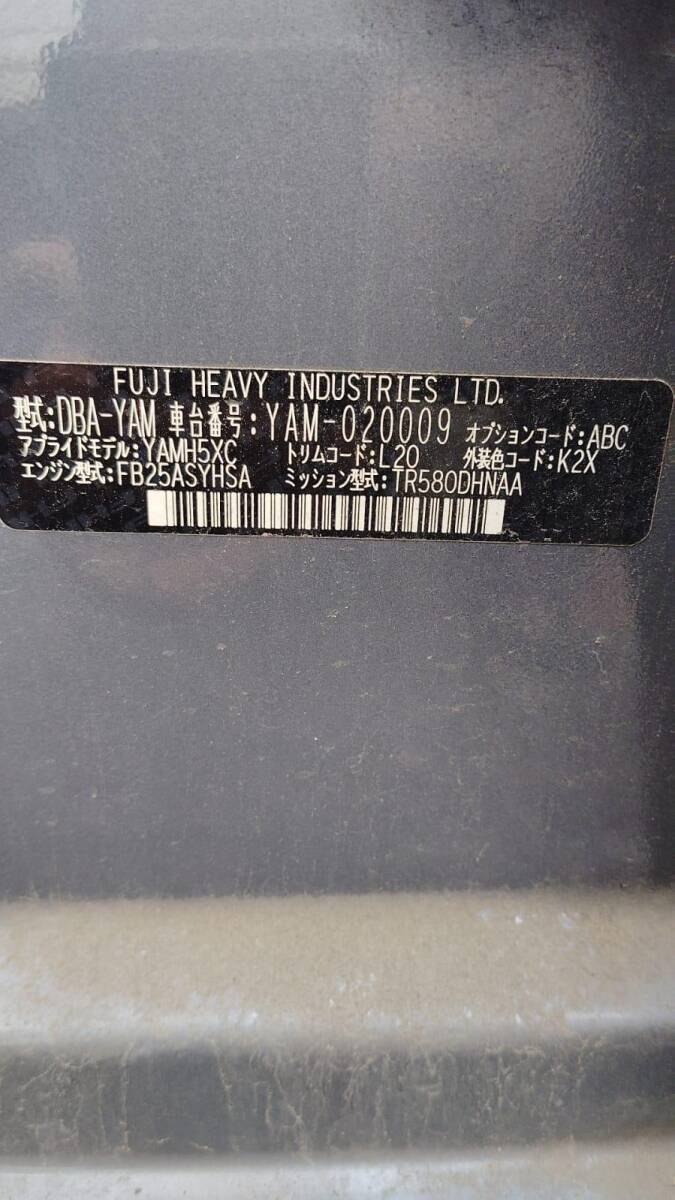 FUJI HEAVY INDUSTRIES LTD.
型式:DBA-YAM 車台番号:YAM-020009 オプションコード:ABC
アプライドモデル:YAMH5XC トリムコード:L20 外装色コード:K2X
エンジン型式:FB25ASYHSA ミッション型式:TR580DHNAA